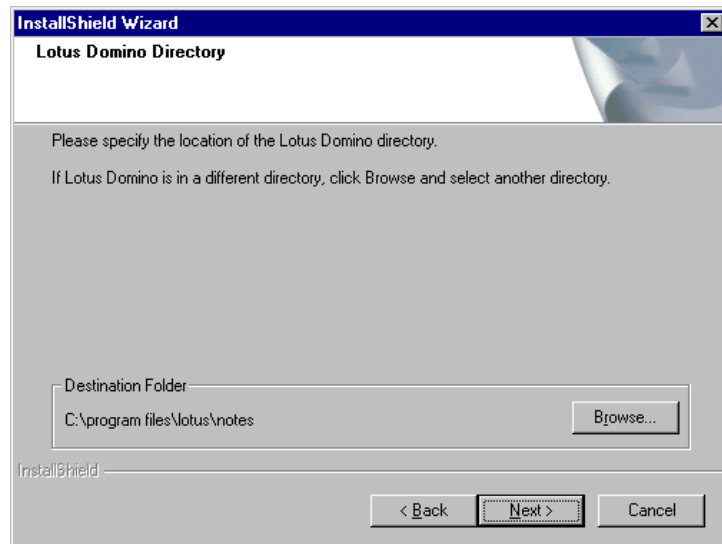 InstallShield Wizard
Lotus Domino Directory
Please specify the location of the Lotus Domino directory.
If Lotus Domino is in a different directory, click Browse and select another directory.
Destination Folder
C:\program files\lotus\notes
Browse...
InstallShield
< Back
Next >
Cancel